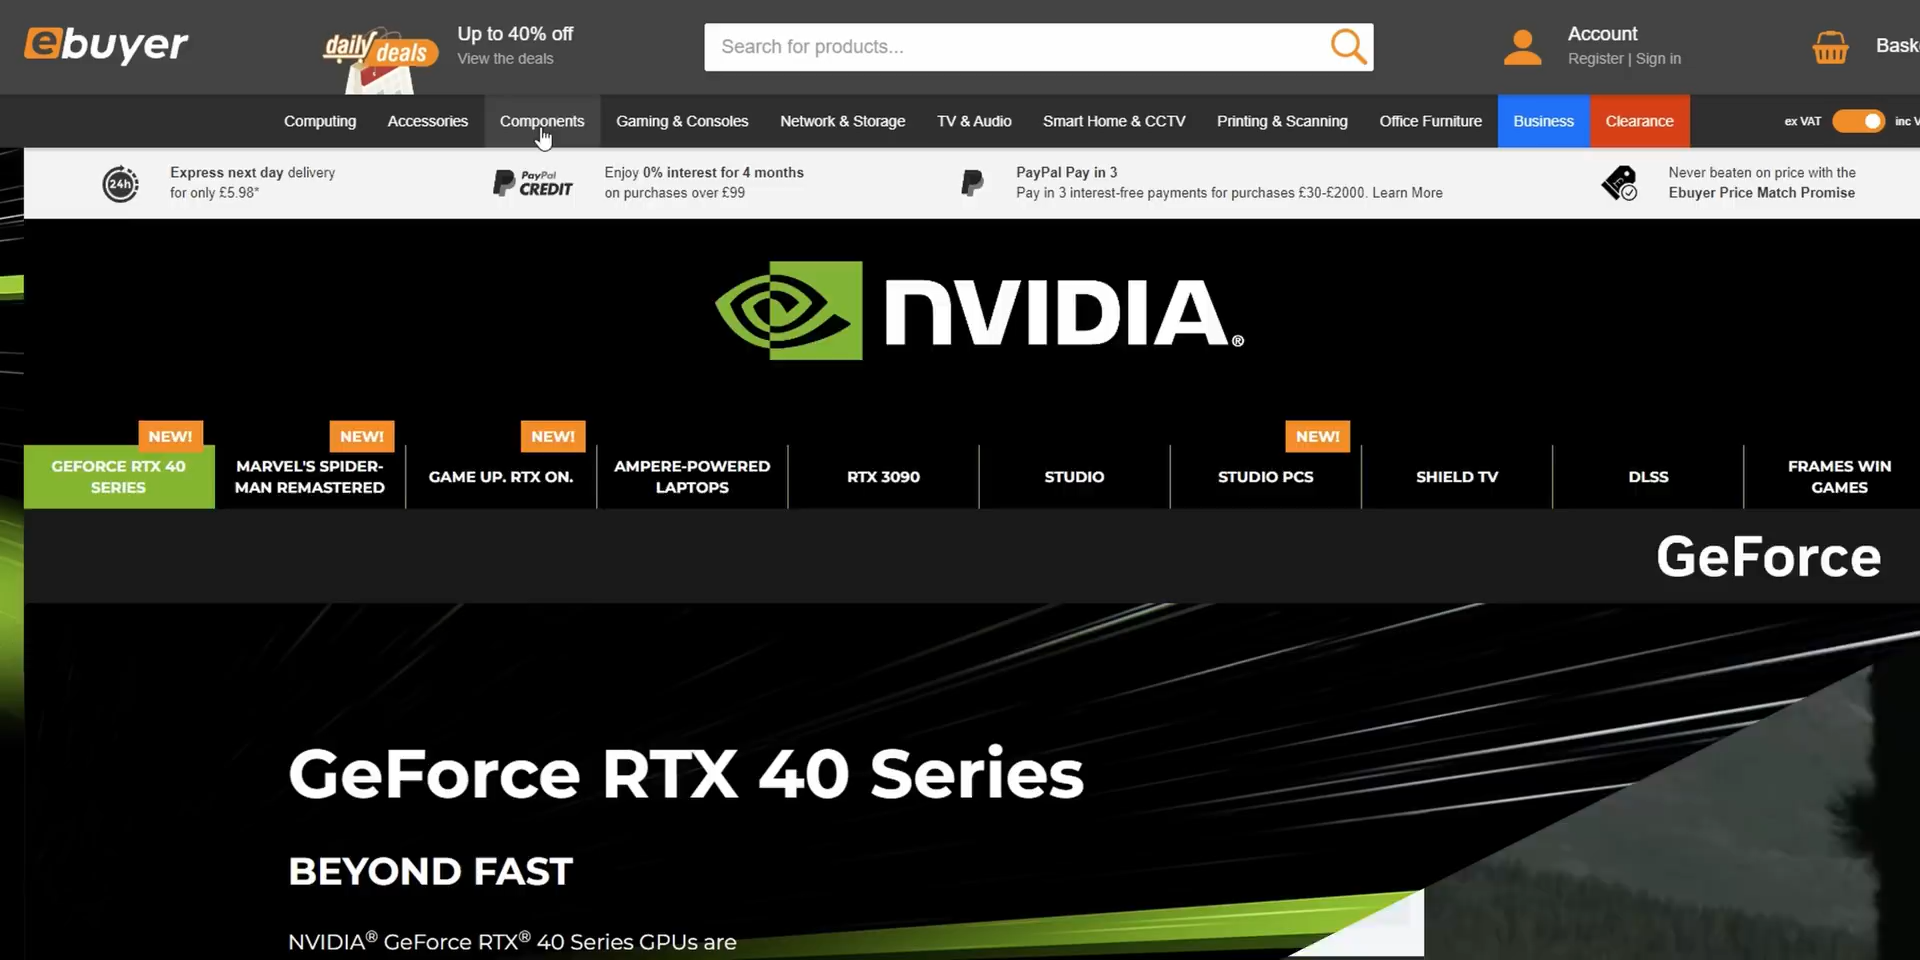 ebuyer
daily deals
Up to 40% off
View the deals
Search for products...
Account
Register | Sign in
Computing
Accessories
Components
Gaming & Consoles
Network & Storage
TV & Audio
Smart Home & CCTV
Printing & Scanning
Office Furniture
Business
Clearance
ex VAT
inc
24h
Express next day delivery
for only £5.98*
PayPal
CREDIT
Enjoy 0% interest for 4 months
on purchases over £99
PayPal Pay in 3
Pay in 3 interest-free payments for purchases £30-£2000. Learn More
Never beaten on price with the
Ebuyer Price Match Promise
NVIDIA®
NEW!
GEFORCE RTX 40
SERIES
NEW!
MARVEL'S SPIDER-
MAN REMASTERED
NEW!
GAME UP. RTX ON.
AMPERE-POWERED
LAPTOPS
RTX 3090
STUDIO
NEW!
STUDIO PCS
SHIELD TV
DLSS
FRAMES WIN
GAMES
GeForce
GeForce RTX 40 Series
BEYOND FAST
NVIDIA® GeForce RTX® 40 Series GPUs are